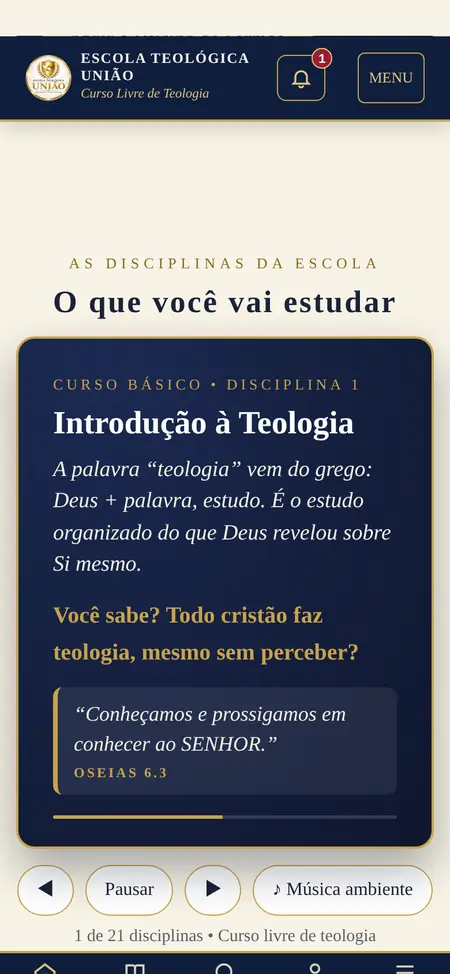 ESCOLA TEOLÓGICA
UNIÃO
Curso Livre de Teologia
UNIÃO
1
MENU
AS DISCIPLINAS DA ESCOLA
O que você vai estudar
CURSO BÁSICO • DISCIPLINA 1
Introdução à Teologia
A palavra “teologia” vem do grego:
Deus + palavra, estudo. É o estudo
organizado do que Deus revelou sobre
Si mesmo.
Você sabe? Todo cristão faz
teologia, mesmo sem perceber?
“Conheçamos e prossigamos em
conhecer ao SENHOR.”
OSEIAS 6.3
Pausar
♪ Música ambiente
1 de 21 disciplinas • Curso livre de teologia